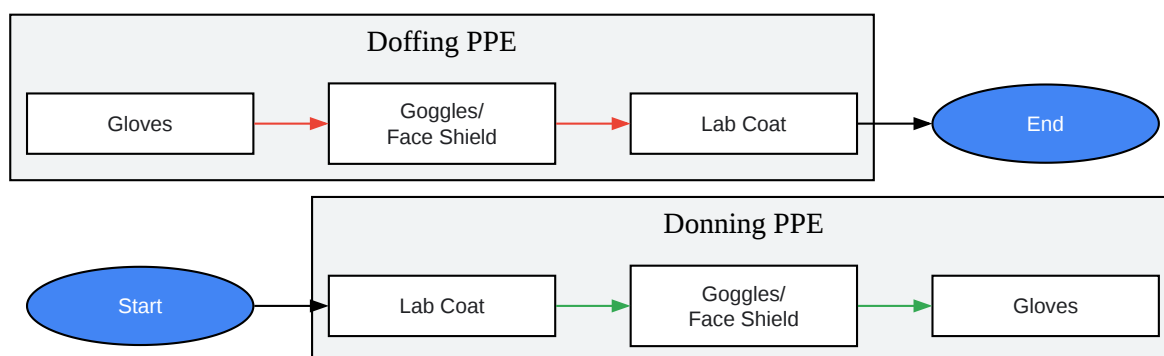 Doffing PPE
Gloves
Goggles/
Face Shield
Lab Coat
End
Donning PPE
Start
Lab Coat
Goggles/
Face Shield
Gloves